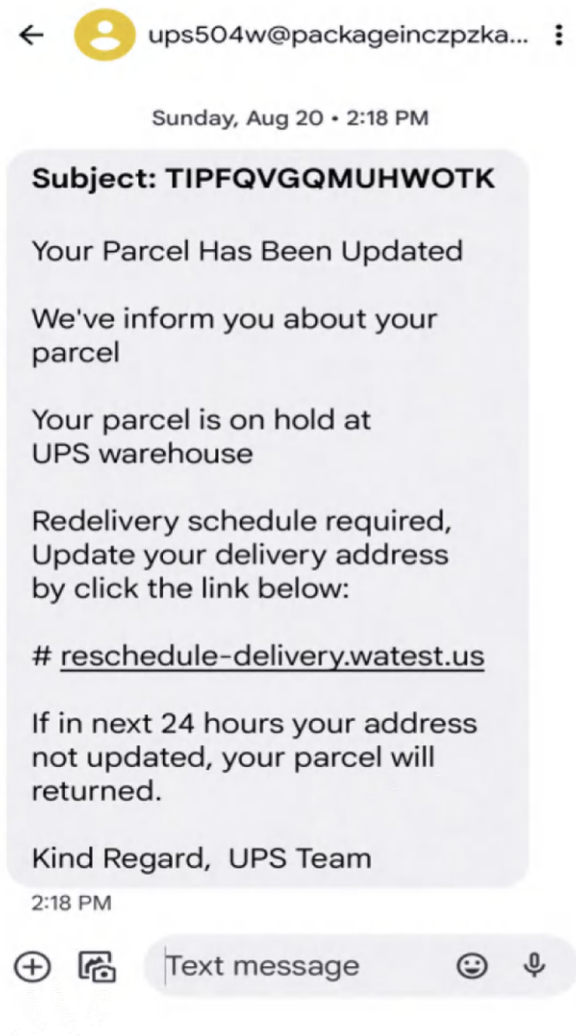 ups504w@packageinczpzka...
Sunday, Aug 20 • 2:18 PM
Subject: TIPFQVGQMUHWOTK
Your Parcel Has Been Updated
We've inform you about your
parcel
Your parcel is on hold at
UPS warehouse
Redelivery schedule required,
Update your delivery address
by click the link below:
# reschedule-delivery.watest.us
If in next 24 hours your address
not updated, your parcel will
returned.
Kind Regard,  UPS Team
2:18 PM
Text message